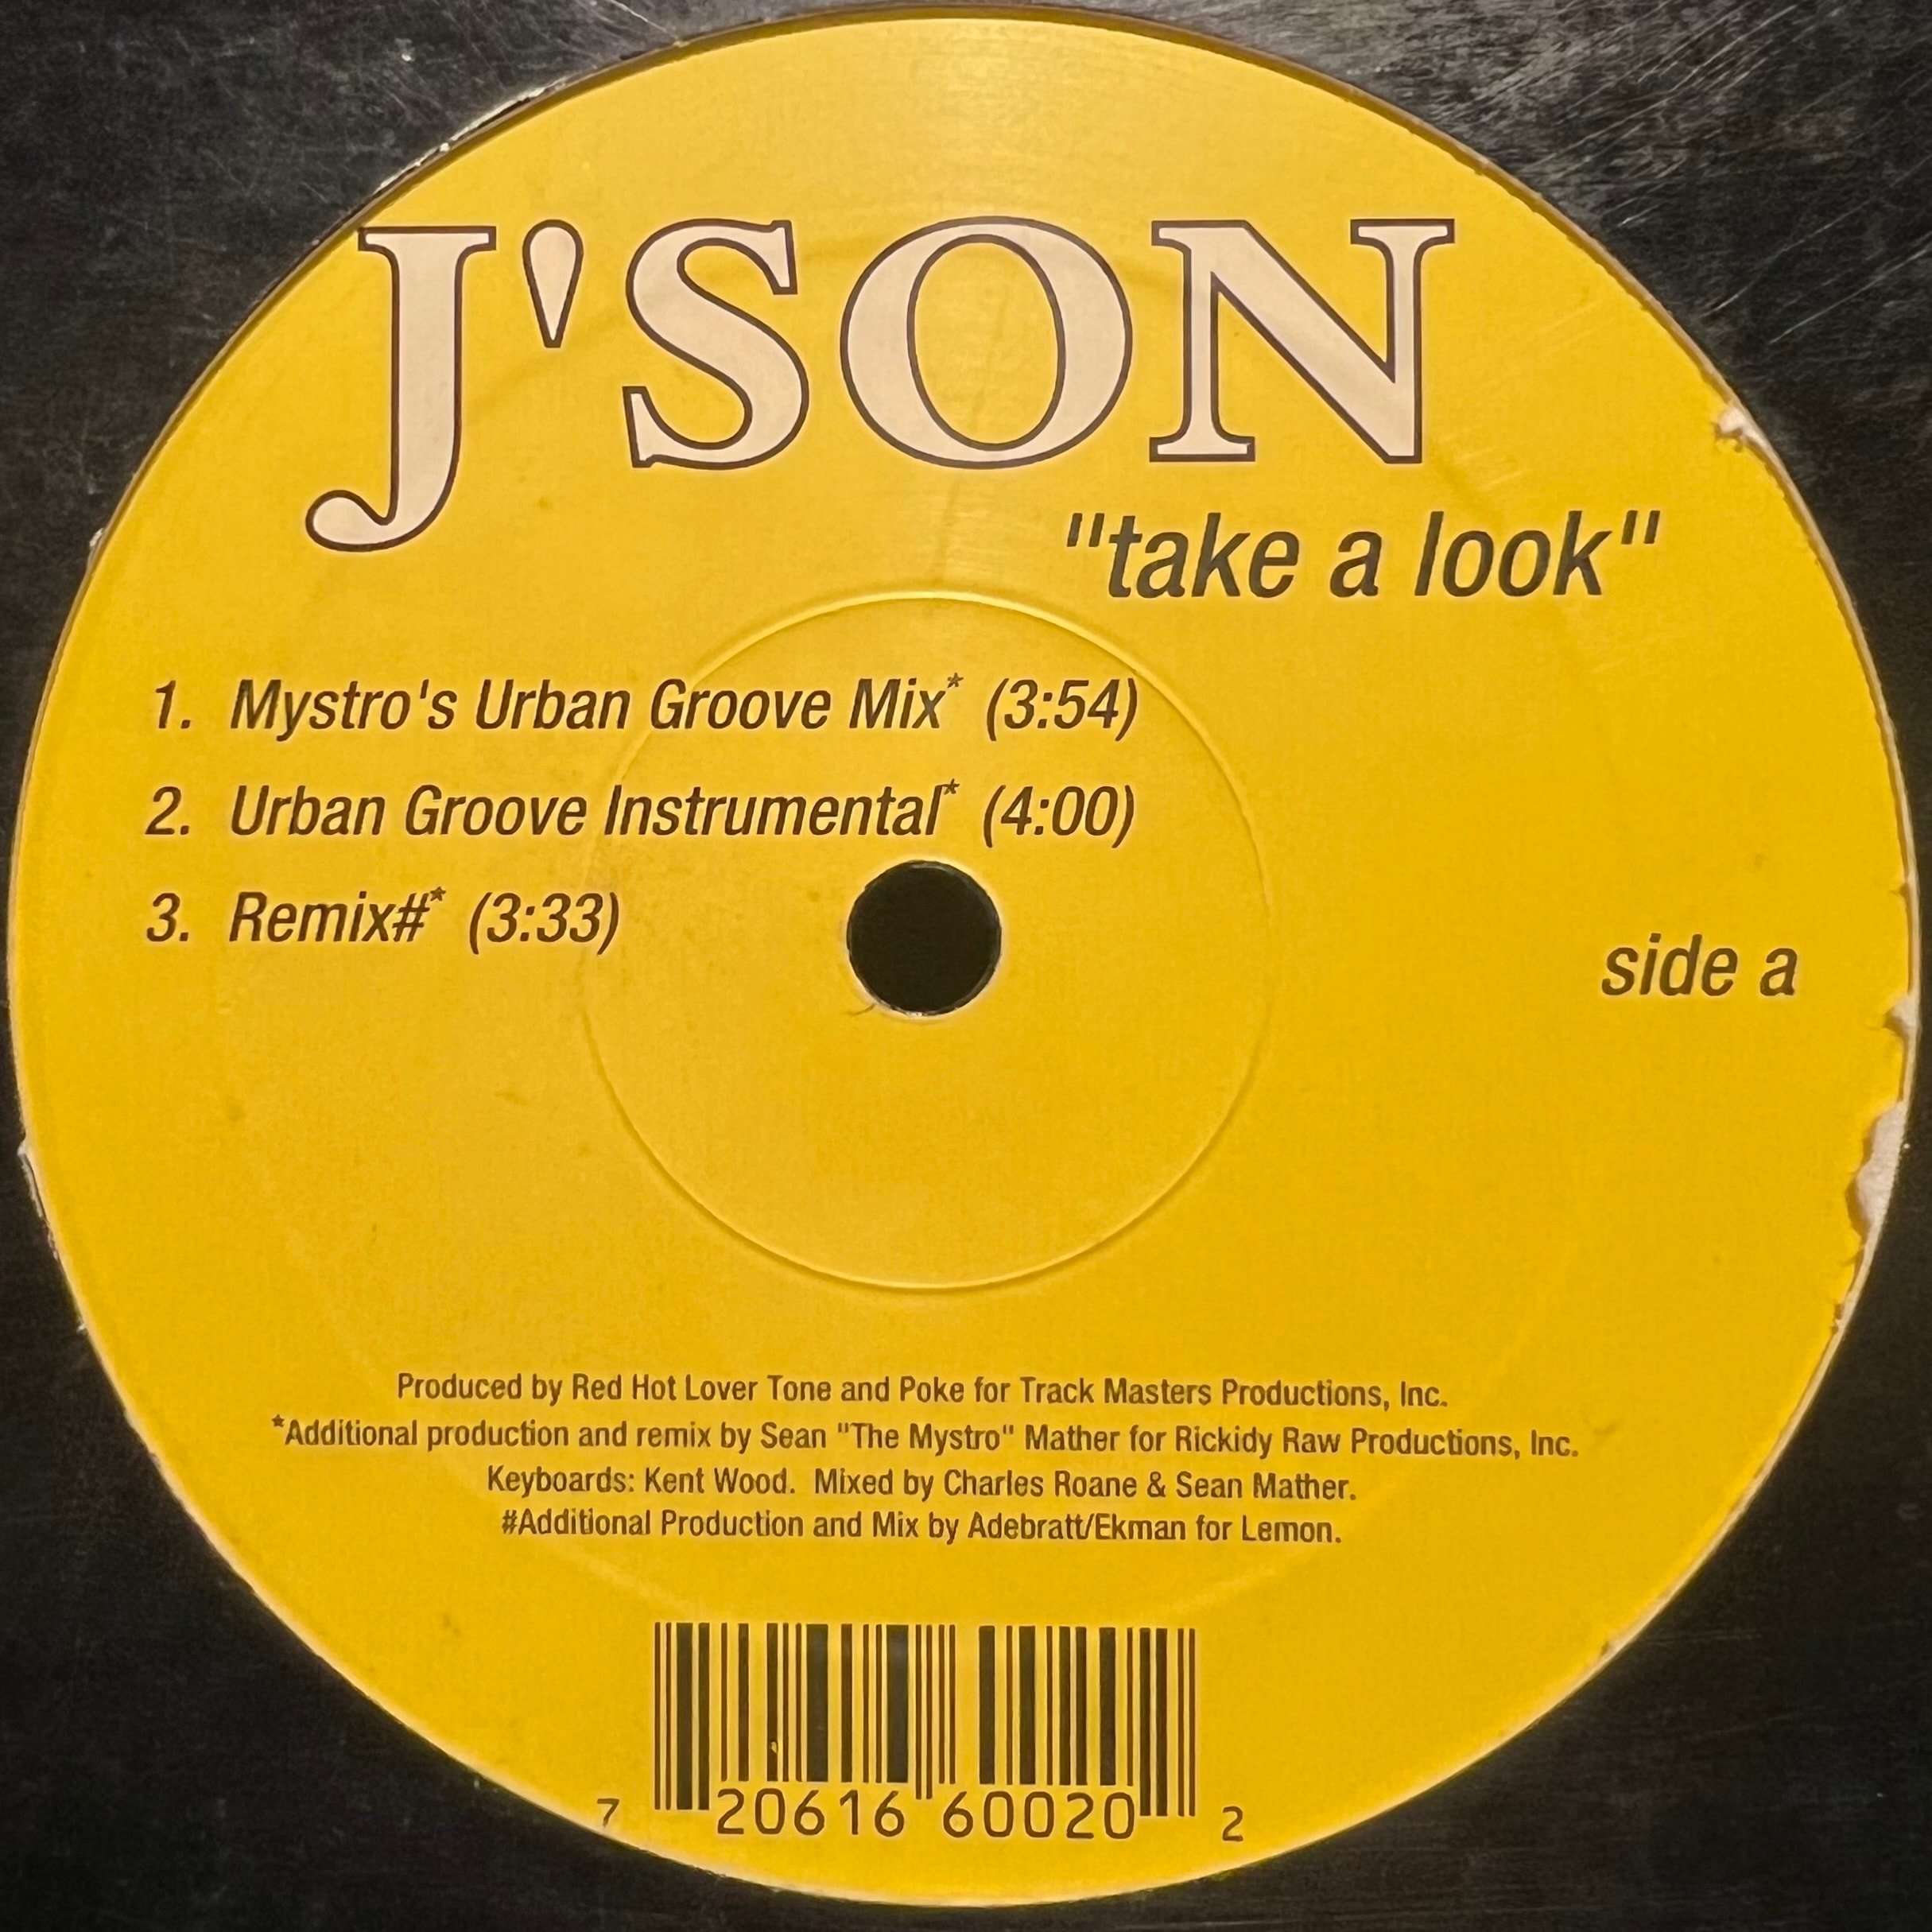 J'SON
"take a look"
1. Mystro's Urban Groove Mix* (3:54)
2. Urban Groove Instrumental* (4:00)
3. Remix#* (3:33)
side a
Produced by Red Hot Lover Tone and Poke for Track Masters Productions, Inc.
*Additional production and remix by Sean "The Mystro" Mather for Rickidy Raw Productions, Inc.
Keyboards: Kent Wood. Mixed by Charles Roane & Sean Mather.
#Additional Production and Mix by Adebratt/Ekman for Lemon.
7 20616 60020 2